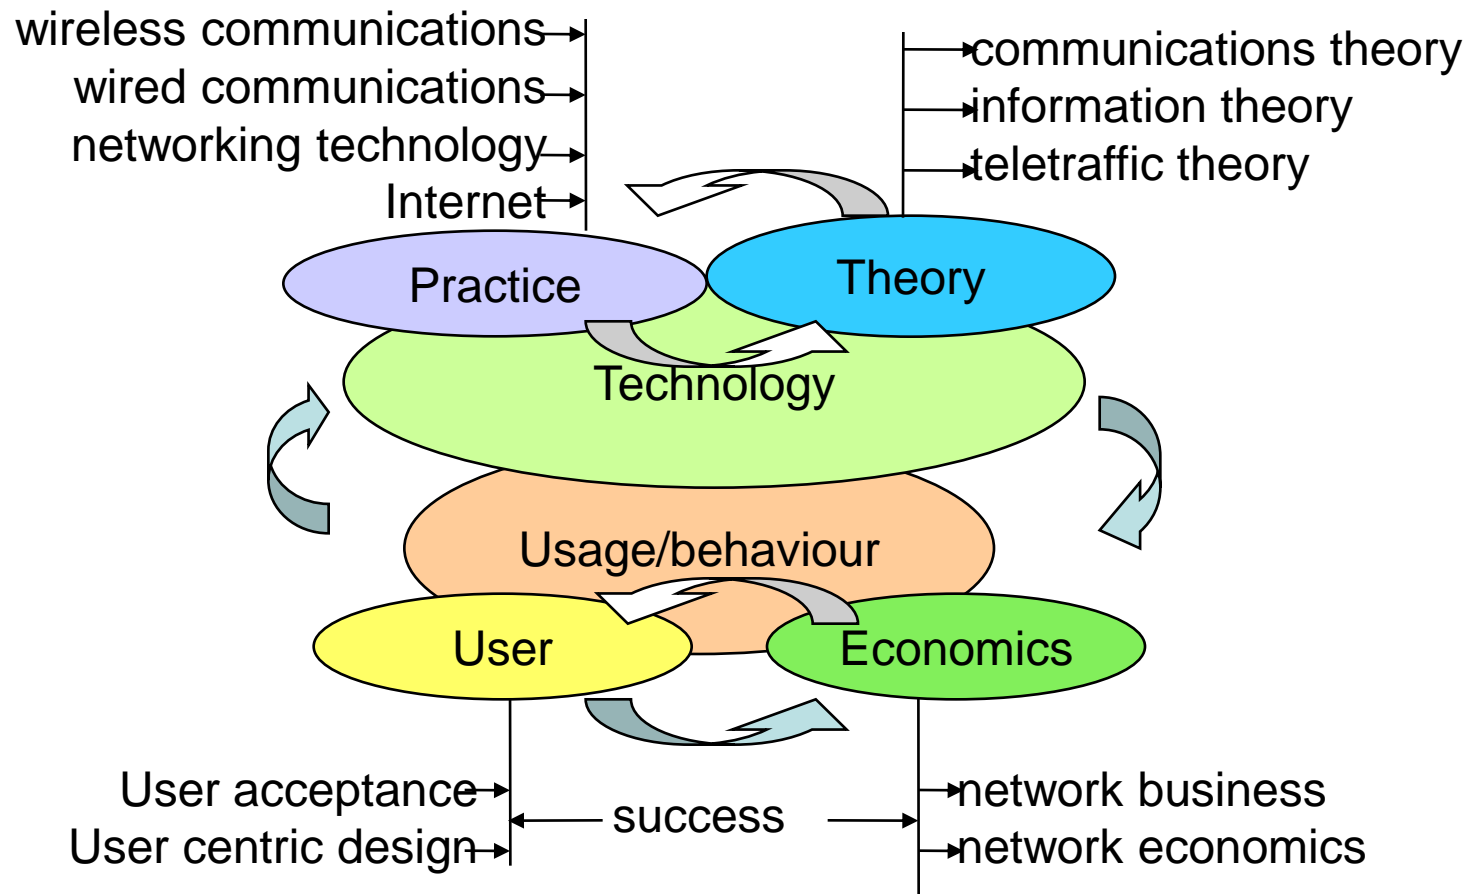 wireless communications
wired communications
networking technology
Internet
communications theory
information theory
teletraffic theory
Practice
Theory
Technology
Usage/behaviour
User
Economics
User acceptance
User centric design
success
network business
network economics